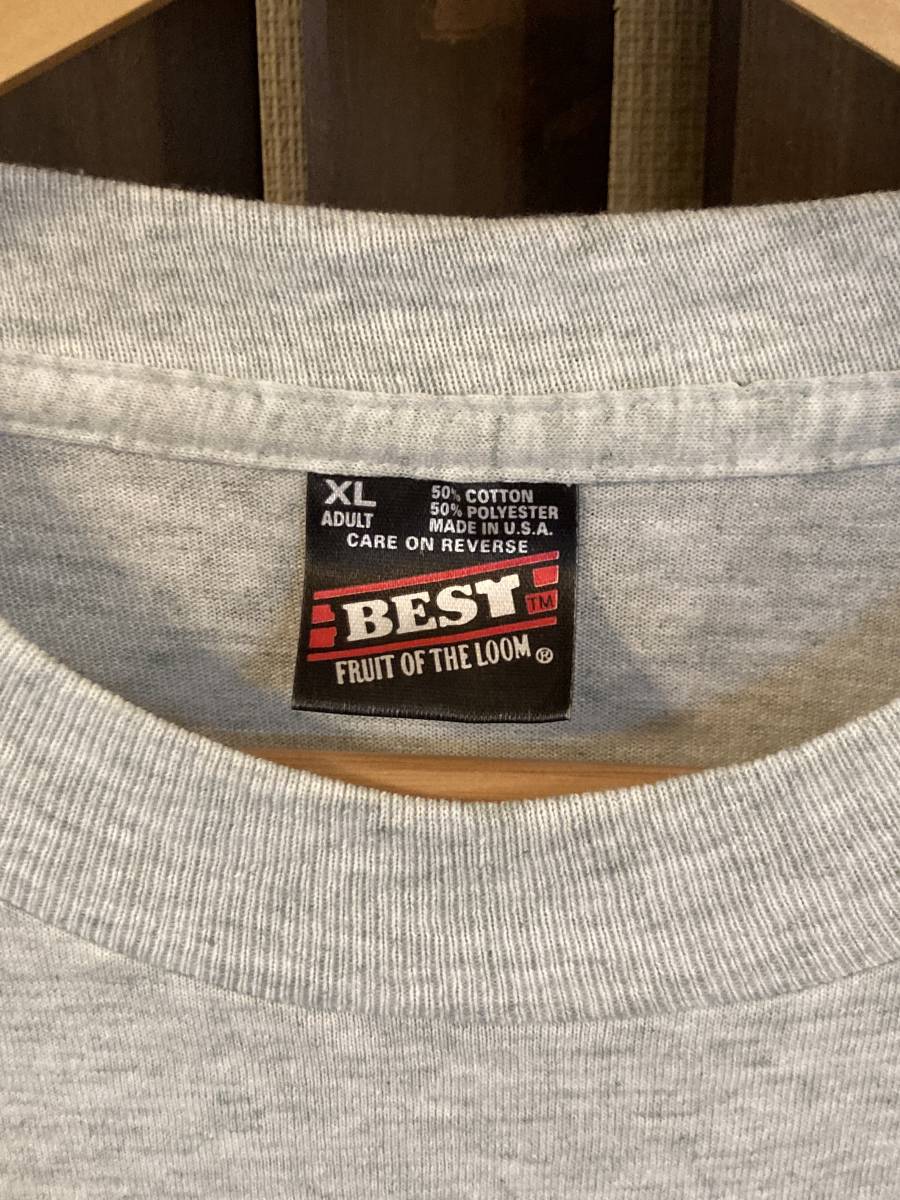 XL
ADULT
50% COTTON
50% POLYESTER
MADE IN U.S.A.
CARE ON REVERSE
BEST™
FRUIT OF THE LOOM®